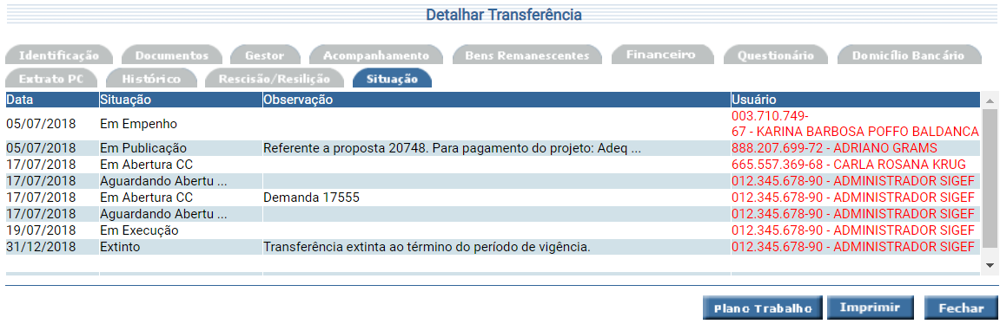 Detalhar Transferência
Identificação Documentos Gestor Acompanhamento Bens Remanescentes Financeiro Questionário Domicílio Bancário
Extrato PC Histórico Rescisão/Resilição Situação
Data Situação Observação Usuário
05/07/2018 Em Empenho 003.710.749-
67 - KARINA BARBOSA POFFO BALDANCA
05/07/2018 Em Publicação Referente a proposta 20748. Para pagamento do projeto: Adeq ... 888.207.699-72 - ADRIANO GRAMS
17/07/2018 Em Abertura CC 665.557.369-68 - CARLA ROSANA KRUG
17/07/2018 Aguardando Abertu ... 012.345.678-90 - ADMINISTRADOR SIGEF
17/07/2018 Em Abertura CC Demanda 17555 012.345.678-90 - ADMINISTRADOR SIGEF
17/07/2018 Aguardando Abertu ... 012.345.678-90 - ADMINISTRADOR SIGEF
19/07/2018 Em Execução 012.345.678-90 - ADMINISTRADOR SIGEF
31/12/2018 Extinto Transferência extinta ao término do período de vigência. 012.345.678-90 - ADMINISTRADOR SIGEF
Plano Trabalho Imprimir Fechar